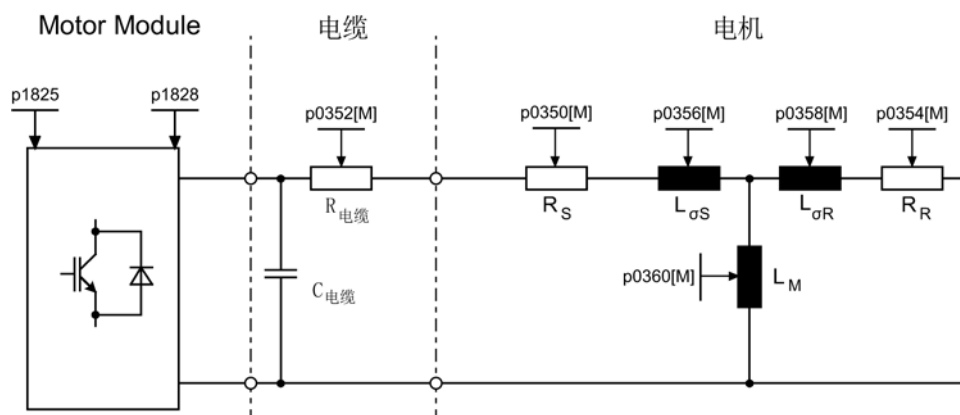 Motor Module
电缆
电机
p1825
p1828
p0352[M]
p0350[M]
p0356[M]
p0358[M]
p0354[M]
R电缆
RS
LσS
LσR
RR
C电缆
p0360[M]
LM